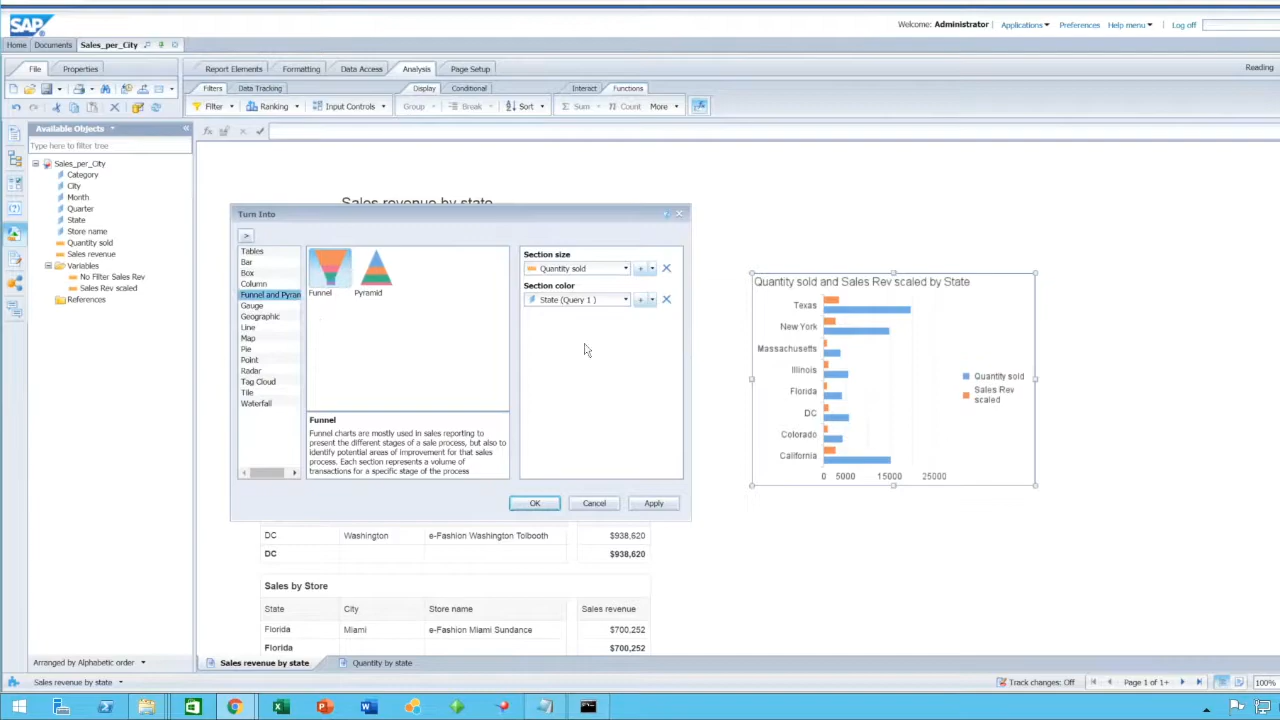 SAP
Welcome: Administrator
Applications
Preferences
Help menu
Log off
Home
Documents
Sales_per_City
File
Properties
Report Elements
Formatting
Data Access
Analysis
Page Setup
Reading
Filters
Data Tracking
Display
Conditional
Interact
Functions
Filter
Ranking
Input Controls
Group
Break
Sort
Sum
Count
More
Available Objects
Type here to filter tree
Sales_per_City
Category
City
Month
Quarter
State
Store name
Quantity sold
Sales revenue
Variables
No Filter Sales Rev
Sales Rev scaled
References
Arranged by Alphabetic order
Sales revenue by state
Turn Into
>
Tables
Bar
Box
Column
Funnel and Pyram
Gauge
Geographic
Line
Map
Pie
Point
Radar
Tag Cloud
Tile
Waterfall
Funnel
Pyramid
Funnel
Funnel charts are mostly used in sales reporting to
present the different stages of a sale process, but also to
identify potential areas of improvement for that sales
process. Each section represents a volume of
transactions for a specific stage of the process
Section size
Quantity sold
Section color
State (Query 1 )
OK
Cancel
Apply
Quantity sold and Sales Rev scaled by State
Texas
New York
Massachusetts
Illinois
Florida
DC
Colorado
California
0 5000 15000 25000
Quantity sold
Sales Rev
scaled
DC Washington e-Fashion Washington Tolbooth $938,620
DC $938,620
Sales by Store
State City Store name Sales revenue
Florida Miami e-Fashion Miami Sundance $700,252
Florida $700,252
Sales revenue by state
Quantity by state
Sales revenue by state
Track changes: Off
Page 1 of 1+
100%